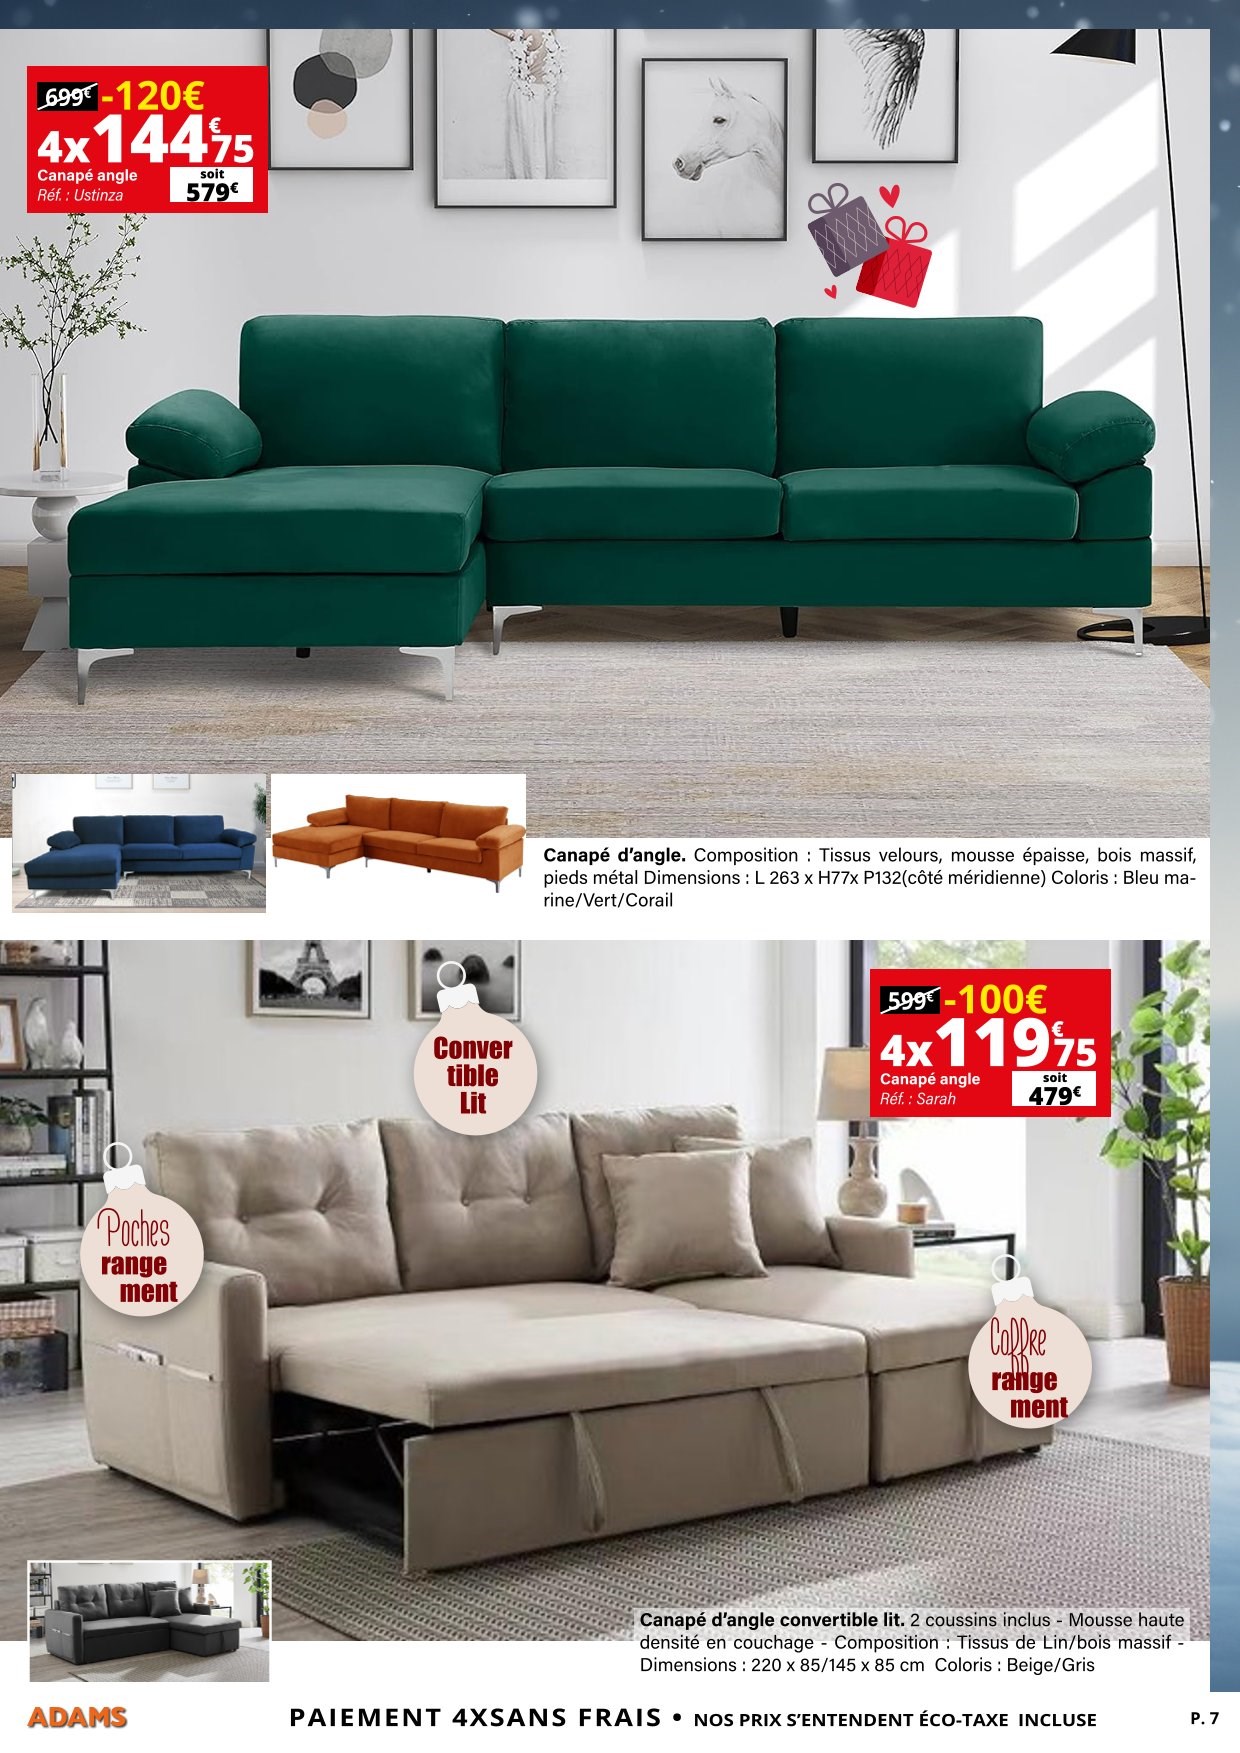 699€ -120€
4x144€75
Canapé angle
Réf. : Ustinza
soit
579€
Canapé d'angle. Composition : Tissus velours, mousse épaisse, bois massif,
pieds métal Dimensions : L 263 x H77x P132(côté méridienne) Coloris : Bleu ma-
rine/Vert/Corail
599€ -100€
4x119€75
Canapé angle
Réf. : Sarah
soit
479€
Conver
tible
Lit
Poches
range
ment
Coffre
range
ment
Canapé d'angle convertible lit. 2 coussins inclus - Mousse haute
densité en couchage - Composition : Tissus de Lin/bois massif -
Dimensions : 220 x 85/145 x 85 cm Coloris : Beige/Gris
ADAMS
PAIEMENT 4XSANS FRAIS • NOS PRIX S'ENTENDENT ÉCO-TAXE INCLUSE
P. 7